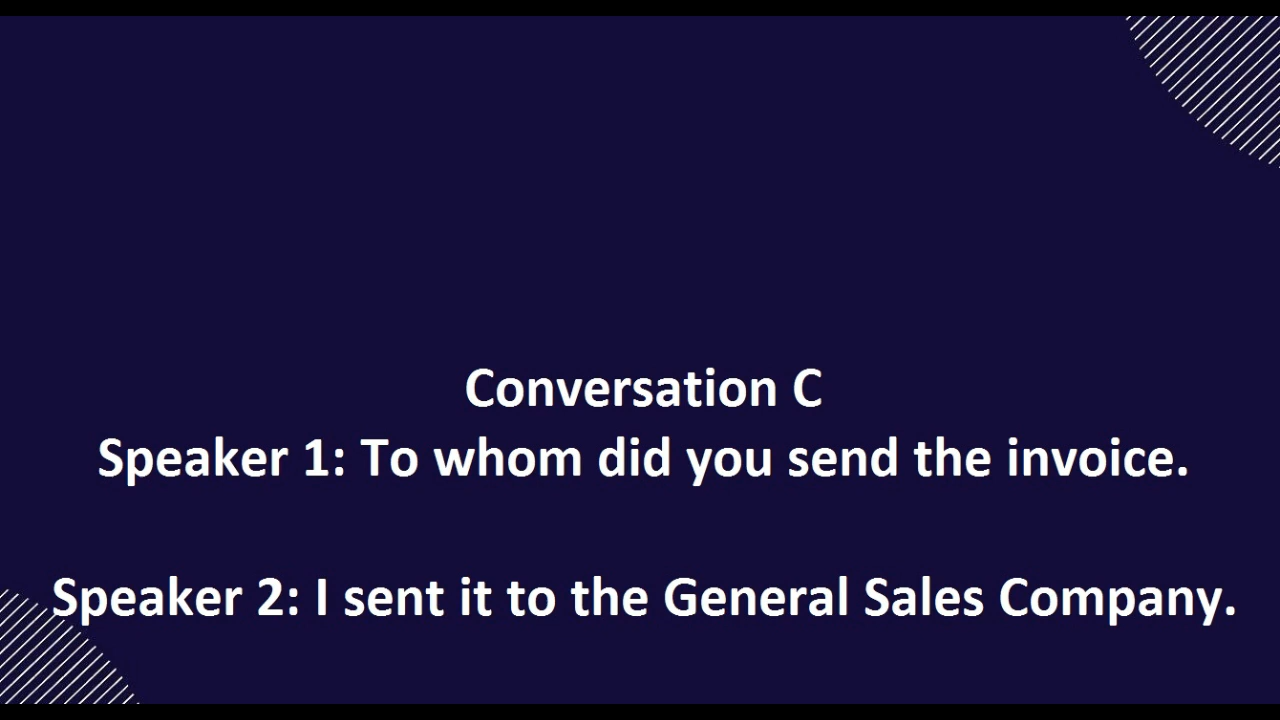 Conversation C
Speaker 1: To whom did you send the invoice.
Speaker 2: I sent it to the General Sales Company.